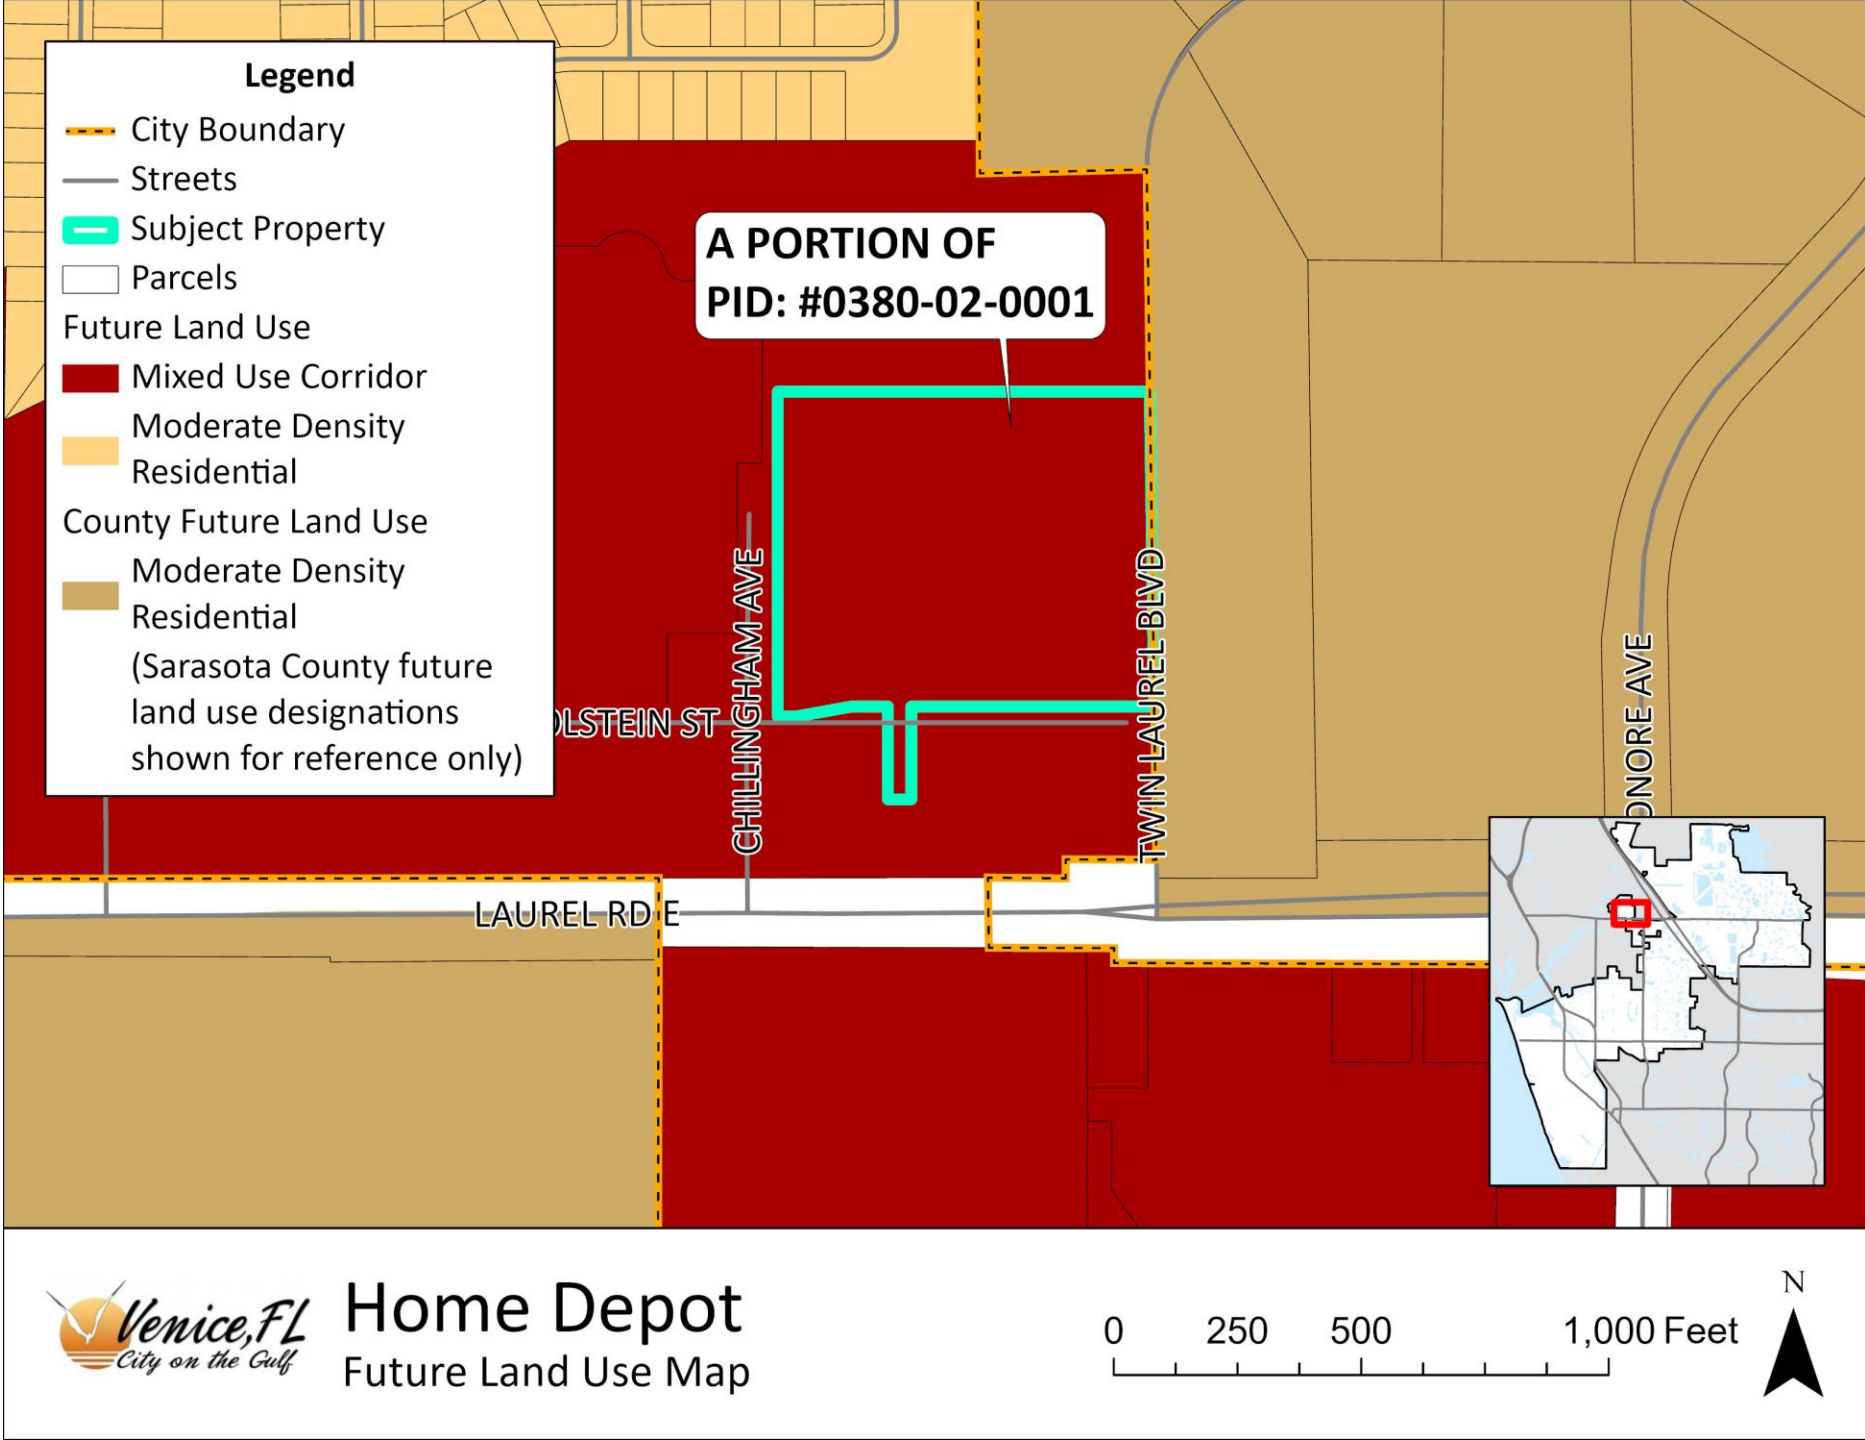 Legend
City Boundary
Streets
Subject Property
Parcels
Future Land Use
Mixed Use Corridor
Moderate Density
Residential
County Future Land Use
Moderate Density
Residential
(Sarasota County future
land use designations
shown for reference only)
A PORTION OF
PID: #0380-02-0001
CHILLINGHAM AVE
OLSTEIN ST
TWIN LAUREL BLVD
ONORE AVE
LAUREL RD E
Venice, FL
City on the Gulf
Home Depot
Future Land Use Map
0 250 500 1,000 Feet
N